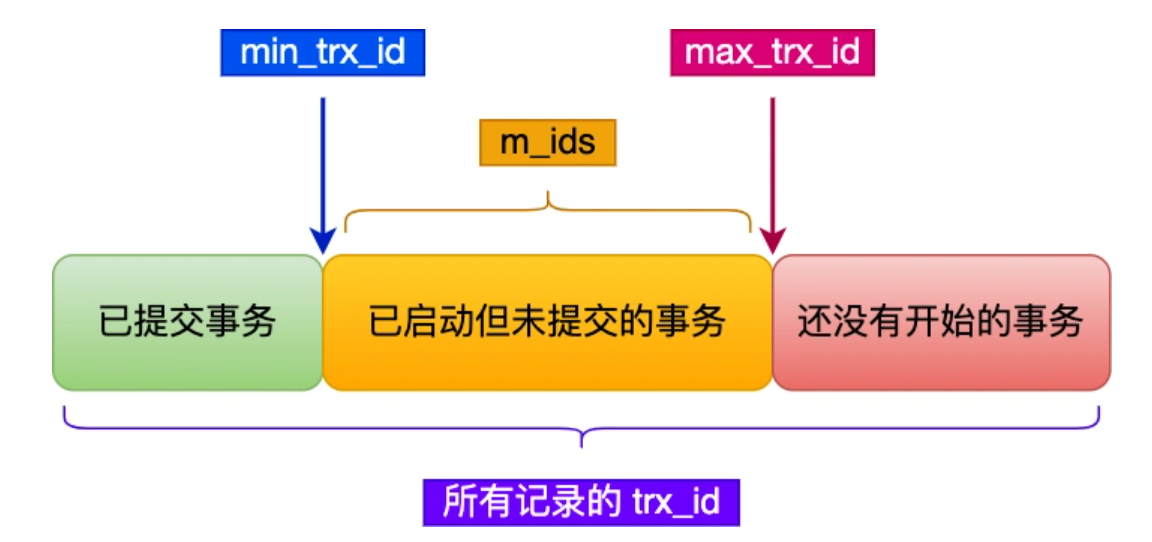 min_trx_id
max_trx_id
m_ids
已提交事务
已启动但未提交的事务
还没有开始的事务
所有记录的 trx_id